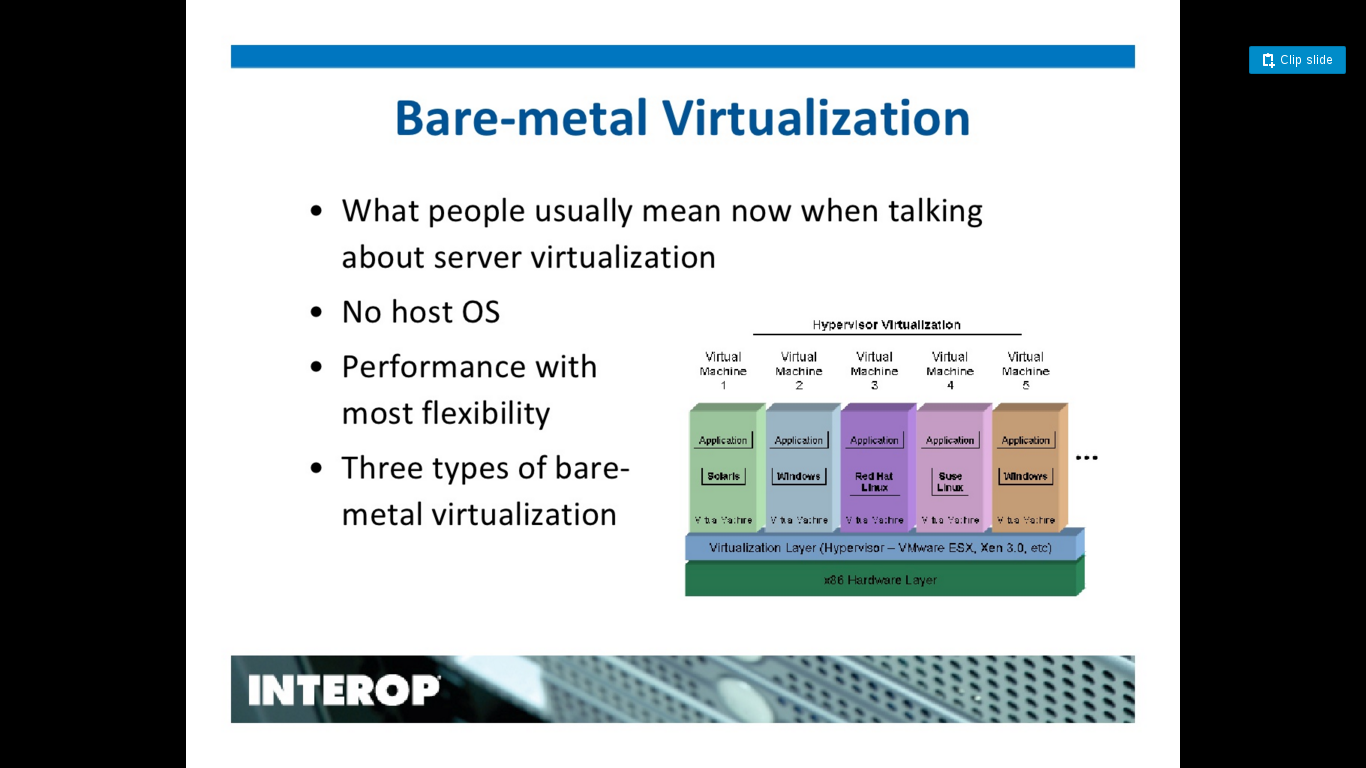 Clip slide
Bare-metal Virtualization
• What people usually mean now when talking
about server virtualization
• No host OS
• Performance with
most flexibility
• Three types of bare-
metal virtualization
Hypervisor Virtualization
Virtual Machine 1
Virtual Machine 2
Virtual Machine 3
Virtual Machine 4
Virtual Machine 5
Application
Solaris
Virtual Machine
Application
Windows
Virtual Machine
Application
Red Hat
Linux
Virtual Machine
Application
Suse
Linux
Virtual Machine
Application
Windows
Virtual Machine
...
Virtualization Layer (Hypervisor – VMware ESX, Xen 3.0, etc)
x86 Hardware Layer
INTEROP